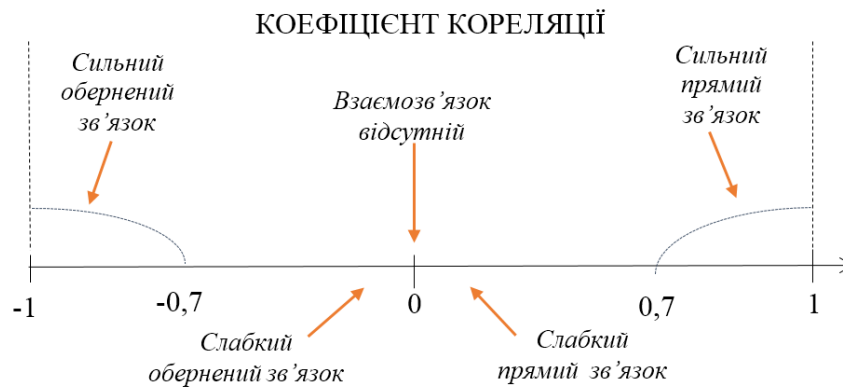 КОЕФІЦІЄНТ КОРЕЛЯЦІЇ
Сильний
обернений
зв’язок
Взаємозв’язок
відсутній
Сильний
прямий
зв’язок
-1
-0,7
0
0,7
1
Слабкий
обернений зв’язок
Слабкий
прямий зв’язок